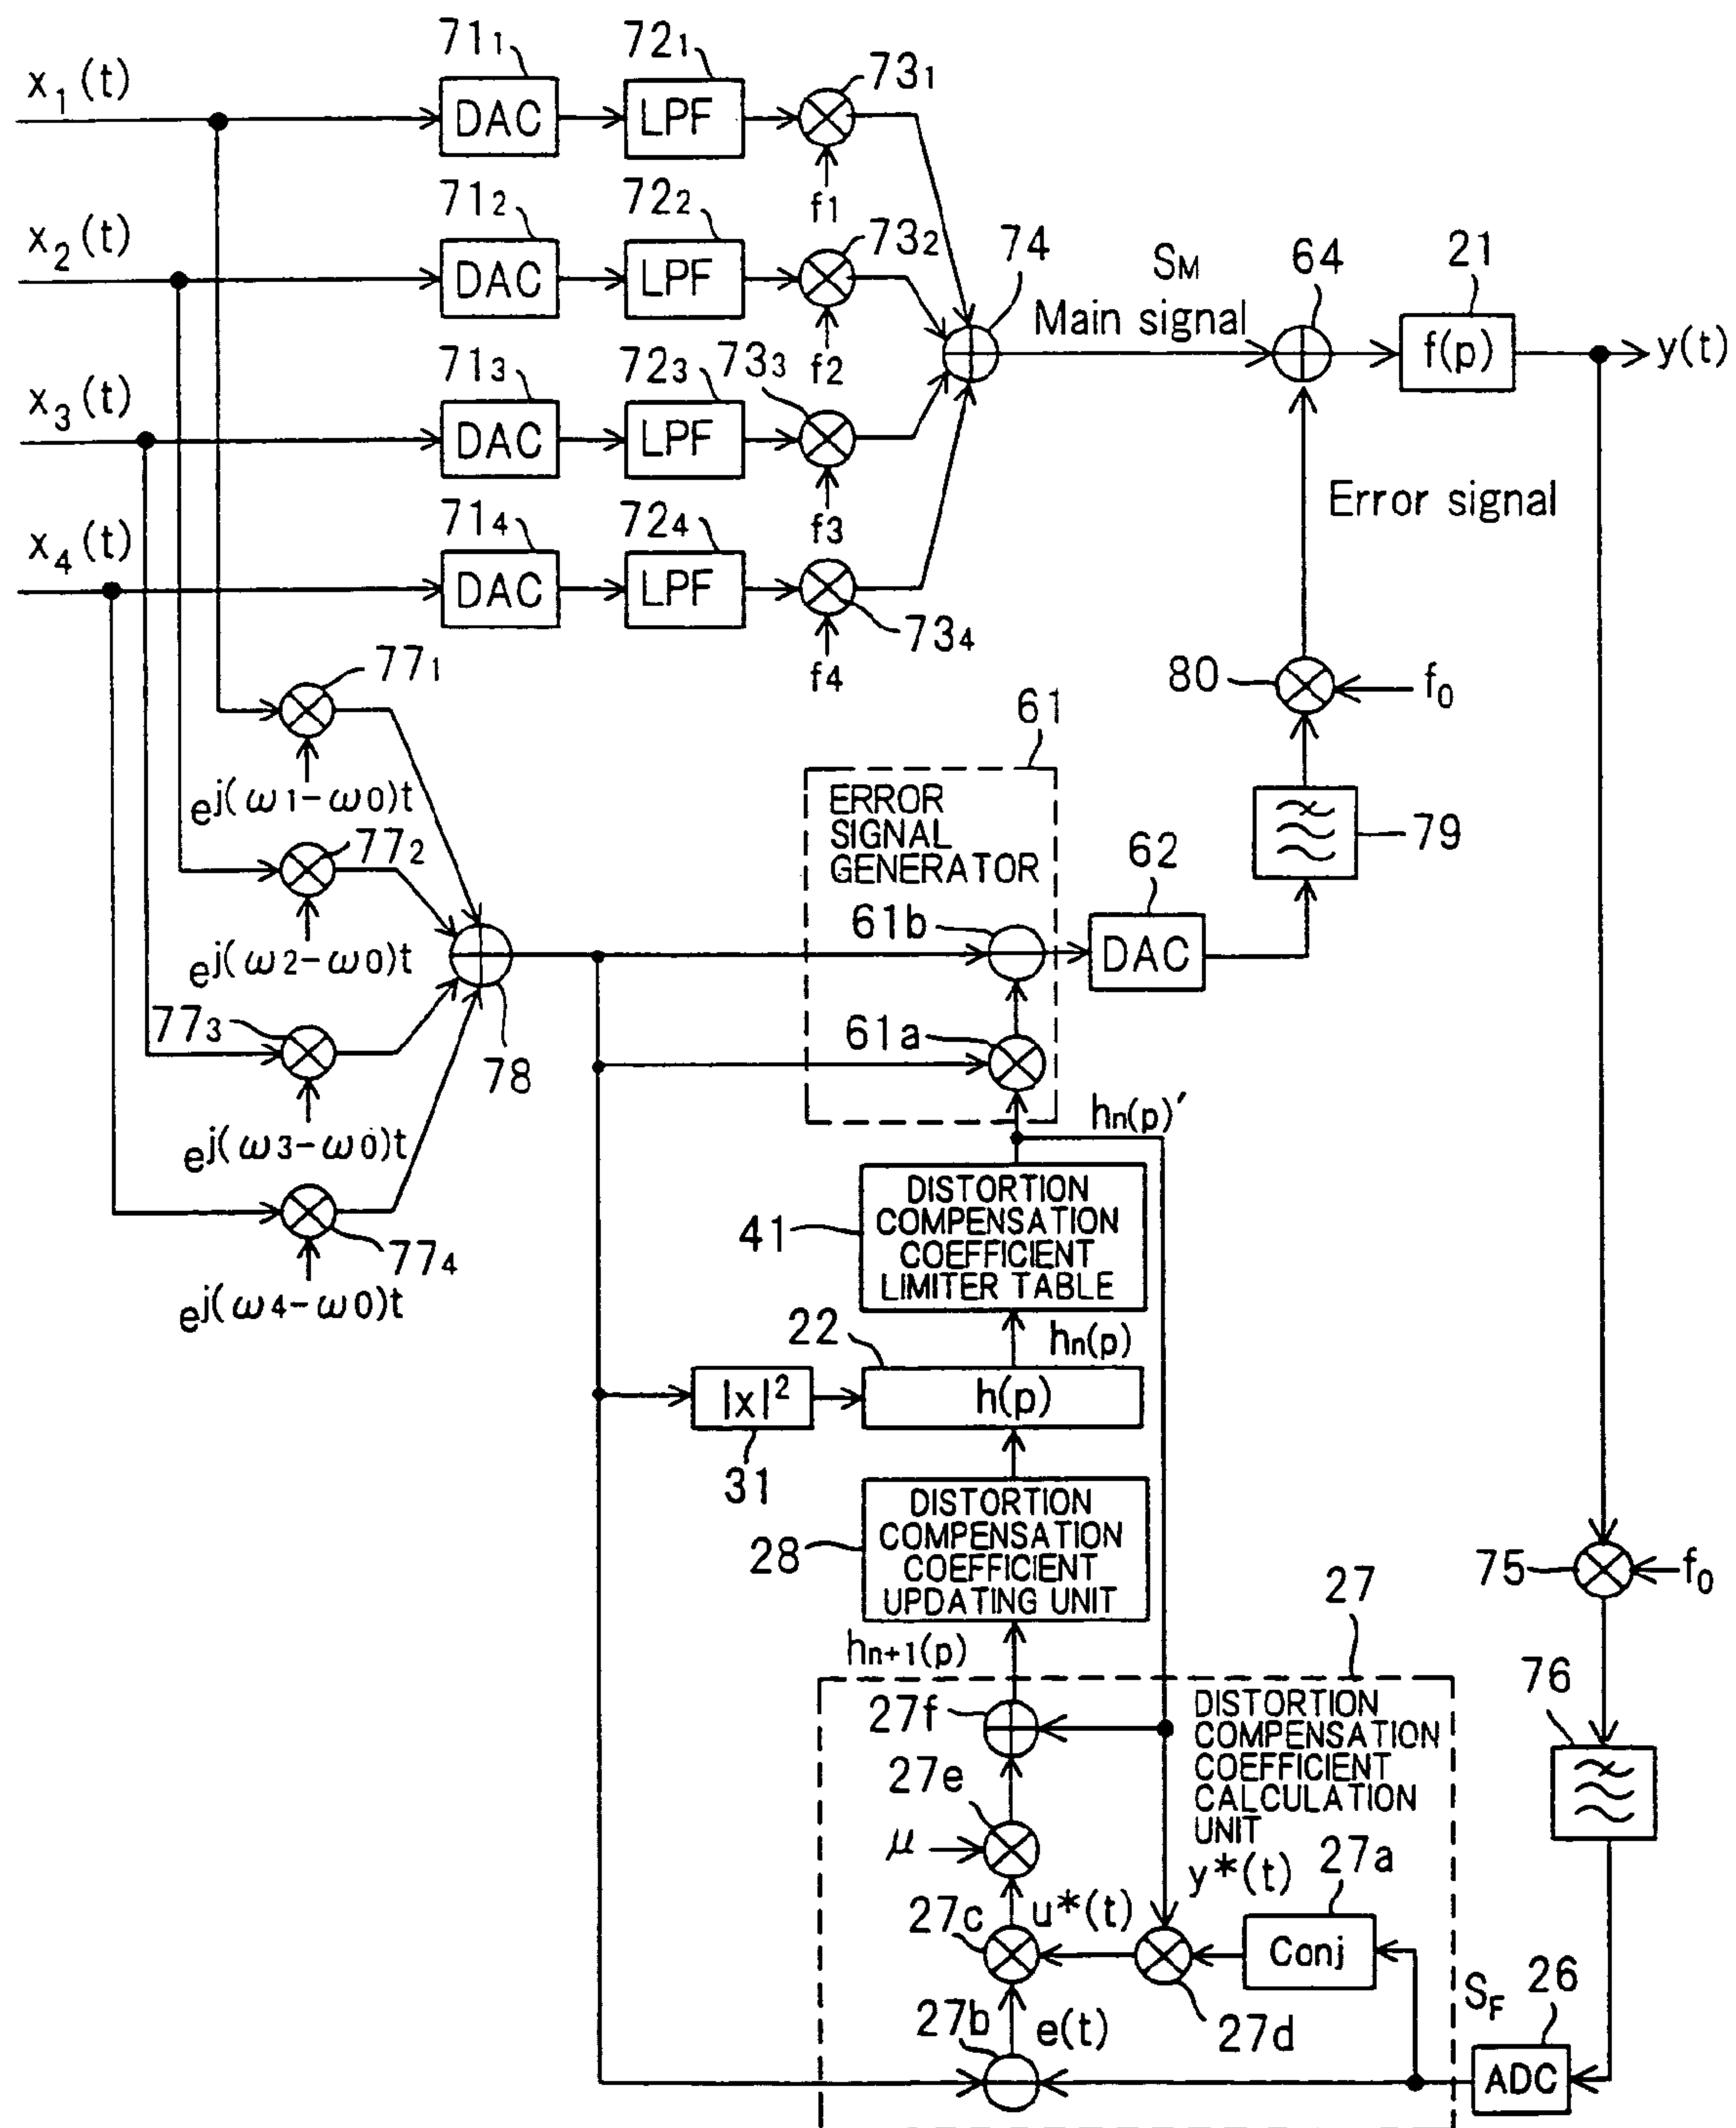 71₁ 72₁ 73₁
x₁(t) DAC LPF
f1
71₂ 72₂ 73₂ 74
x₂(t) DAC LPF
SM 64 21
Main signal f(p) y(t)
f2
71₃ 72₃ 73₃
x₃(t) DAC LPF
f3
Error signal
71₄ 72₄
x₄(t) DAC LPF
73₄
f4
77₁
80 f₀
61
e^j(ω1-ω0)t
ERROR
SIGNAL
GENERATOR
79
77₂
62
61b
DAC
e^j(ω2-ω0)t
77₃
61a
78
hn(p)′
e^j(ω3-ω0)t
DISTORTION
COMPENSATION
COEFFICIENT
LIMITER TABLE
41
77₄
e^j(ω4-ω0)t
22
hn(p)
|x|² h(p)
31
DISTORTION
COMPENSATION
COEFFICIENT
UPDATING UNIT
28
75 f₀
27
hn+1(p)
76
27f
DISTORTION
COMPENSATION
COEFFICIENT
CALCULATION
UNIT
27e
μ
27a
y*(t)
27c u*(t)
Conj
27d
SF 26
27b e(t)
ADC